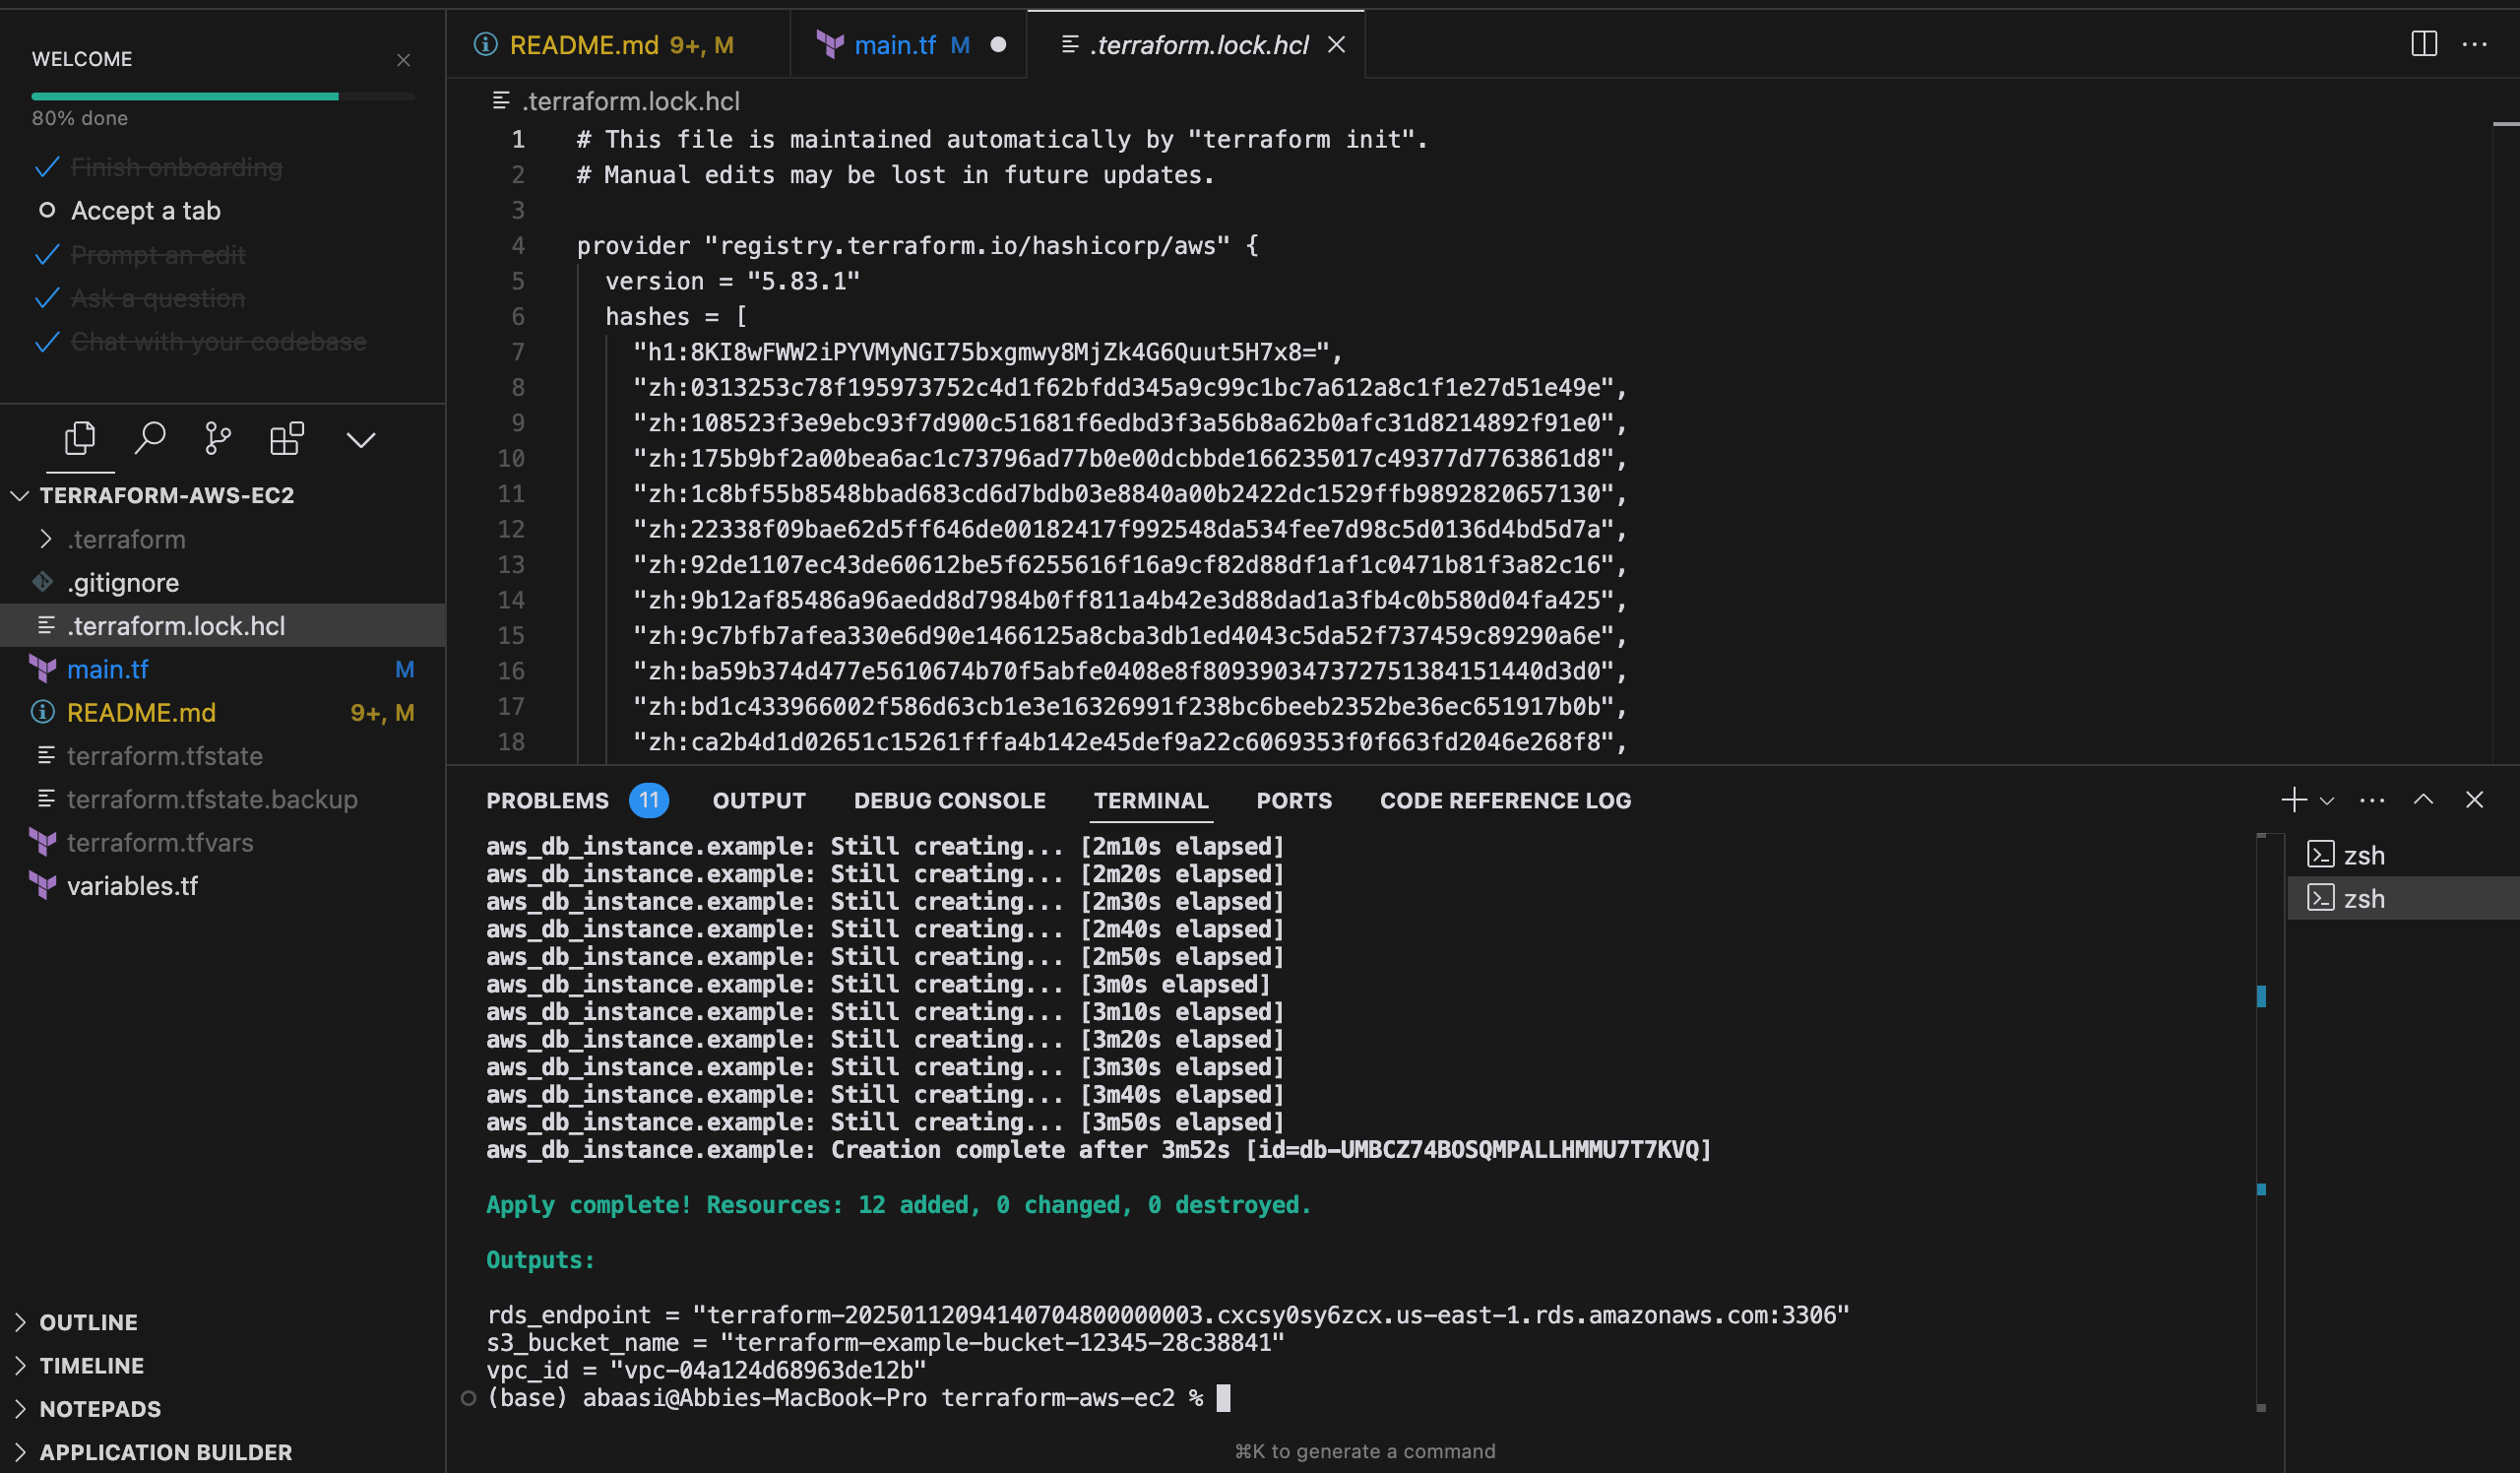 WELCOME
80% done
Finish onboarding
Accept a tab
Prompt an edit
Ask a question
Chat with your codebase
TERRAFORM-AWS-EC2
.terraform
.gitignore
.terraform.lock.hcl
main.tf M
README.md 9+, M
terraform.tfstate
terraform.tfstate.backup
terraform.tfvars
variables.tf
OUTLINE
TIMELINE
NOTEPADS
APPLICATION BUILDER
README.md 9+, M
main.tf M
.terraform.lock.hcl
.terraform.lock.hcl
1 # This file is maintained automatically by "terraform init".
2 # Manual edits may be lost in future updates.
3
4 provider "registry.terraform.io/hashicorp/aws" {
5 version = "5.83.1"
6 hashes = [
7 "h1:8KI8wFWW2iPYVMyNGI75bxgmwy8MjZk4G6Quut5H7x8=",
8 "zh:0313253c78f195973752c4d1f62bfdd345a9c99c1bc7a612a8c1f1e27d51e49e",
9 "zh:108523f3e9ebc93f7d900c51681f6edbd3f3a56b8a62b0afc31d8214892f91e0",
10 "zh:175b9bf2a00bea6ac1c73796ad77b0e00dcbbde166235017c49377d7763861d8",
11 "zh:1c8bf55b8548bbad683cd6d7bdb03e8840a00b2422dc1529ffb9892820657130",
12 "zh:22338f09bae62d5ff646de00182417f992548da534fee7d98c5d0136d4bd5d7a",
13 "zh:92de1107ec43de60612be5f6255616f16a9cf82d88df1af1c0471b81f3a82c16",
14 "zh:9b12af85486a96aedd8d7984b0ff811a4b42e3d88dad1a3fb4c0b580d04fa425",
15 "zh:9c7bfb7afea330e6d90e1466125a8cba3db1ed4043c5da52f737459c89290a6e",
16 "zh:ba59b374d477e5610674b70f5abfe0408e8f8093903473727513841514­40d3d0",
17 "zh:bd1c433966002f586d63cb1e3e16326991f238bc6beeb2352be36ec651917b0b",
18 "zh:ca2b4d1d02651c15261fffa4b142e45def9a22c6069353f0f663fd2046e268f8",
PROBLEMS 11 OUTPUT DEBUG CONSOLE TERMINAL PORTS CODE REFERENCE LOG
aws_db_instance.example: Still creating... [2m10s elapsed]
aws_db_instance.example: Still creating... [2m20s elapsed]
aws_db_instance.example: Still creating... [2m30s elapsed]
aws_db_instance.example: Still creating... [2m40s elapsed]
aws_db_instance.example: Still creating... [2m50s elapsed]
aws_db_instance.example: Still creating... [3m0s elapsed]
aws_db_instance.example: Still creating... [3m10s elapsed]
aws_db_instance.example: Still creating... [3m20s elapsed]
aws_db_instance.example: Still creating... [3m30s elapsed]
aws_db_instance.example: Still creating... [3m40s elapsed]
aws_db_instance.example: Still creating... [3m50s elapsed]
aws_db_instance.example: Creation complete after 3m52s [id=db-UMBCZ74BOSQMPALLHMMU7T7KVQ]
Apply complete! Resources: 12 added, 0 changed, 0 destroyed.
Outputs:
rds_endpoint = "terraform-20250112094140704800000003.cxcsy0sy6zcx.us-east-1.rds.amazonaws.com:3306"
s3_bucket_name = "terraform-example-bucket-12345-28c38841"
vpc_id = "vpc-04a124d68963de12b"
(base) abaasi@Abbies-MacBook-Pro terraform-aws-ec2 %
⌘K to generate a command
zsh
zsh